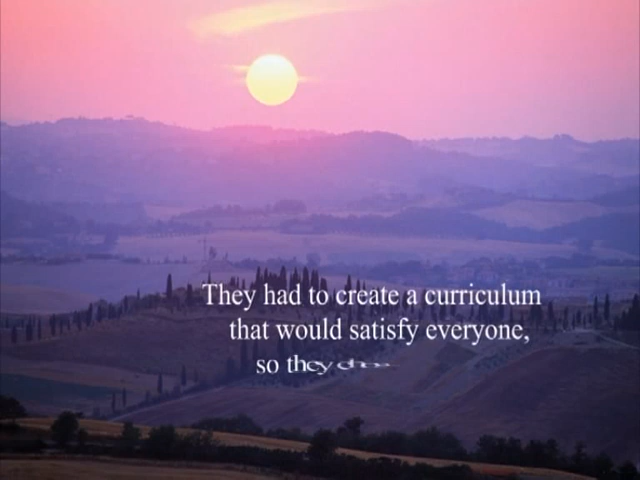 They had to create a curriculum
that would satisfy everyone,
so they